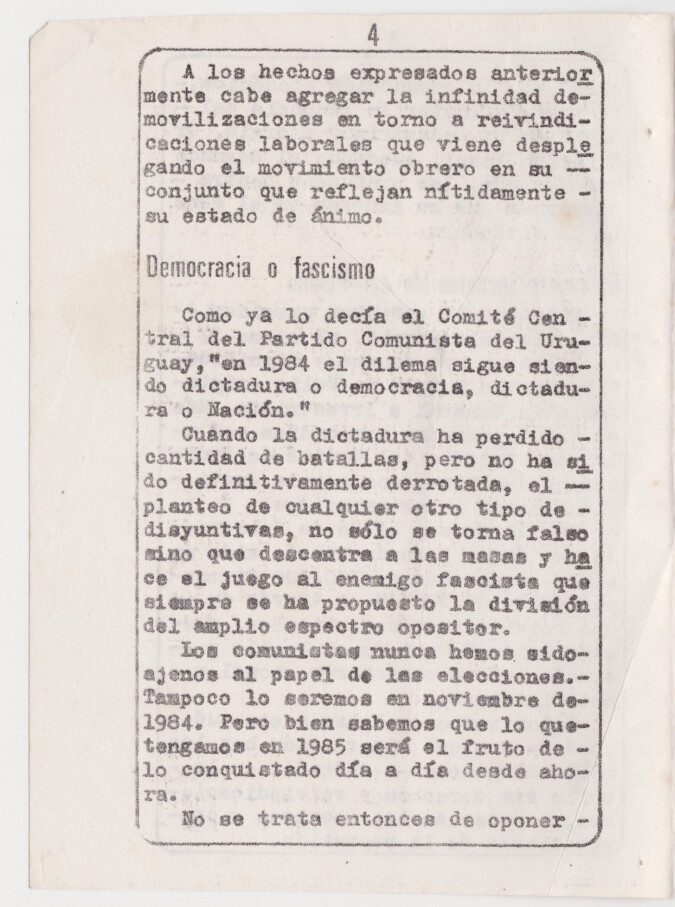 4
A los hechos expresados anterior
mente cabe agregar la infinidad de-
movilizaciones en torno a reivindi-
caciones laborales que viene desple
gando el movimiento obrero en su --
conjunto que reflejan nítidamente -
su estado de ánimo.
Democracia o fascismo
Como ya lo decía el Comité Cen -
tral del Partido Comunista del Uru-
guay,"en 1984 el dilema sigue sien-
do dictadura o democracia, dictadu-
ra o Nación."
Cuando la dictadura ha perdido -
cantidad de batallas, pero no ha si
do definitivamente derrotada, el --
planteo de cualquier otro tipo de -
disyuntivas, no sólo se torna falso
sino que descentra a las masas y ha
ce el juego al enemigo fascista que
siempre se ha propuesto la división
del amplio espectro opositor.
Los comunistas nunca hemos sido-
ajenos al papel de las elecciones.-
Tampoco lo seremos en noviembre de-
1984. Pero bien sabemos que lo que-
tengamos en 1985 será el fruto de -
lo conquistado día a día desde aho-
ra.
No se trata entonces de oponer -